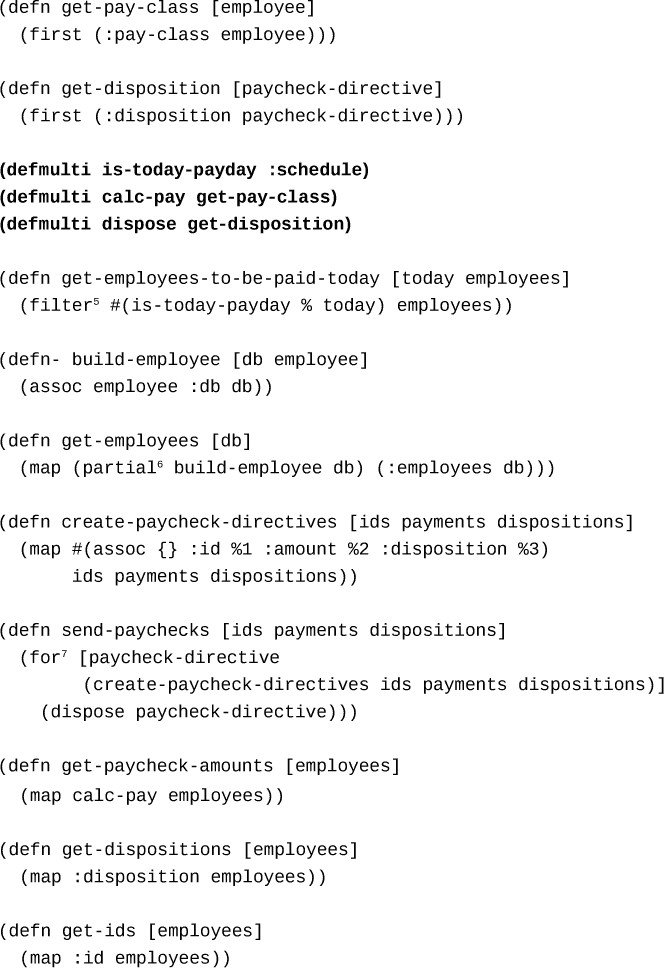 (defn get-pay-class [employee]
  (first (:pay-class employee)))

(defn get-disposition [paycheck-directive]
  (first (:disposition paycheck-directive)))

(defmulti is-today-payday :schedule)
(defmulti calc-pay get-pay-class)
(defmulti dispose get-disposition)

(defn get-employees-to-be-paid-today [today employees]
  (filter⁵ #(is-today-payday % today) employees))

(defn- build-employee [db employee]
  (assoc employee :db db))

(defn get-employees [db]
  (map (partial⁶ build-employee db) (:employees db)))

(defn create-paycheck-directives [ids payments dispositions]
  (map #(assoc {} :id %1 :amount %2 :disposition %3)
       ids payments dispositions))

(defn send-paychecks [ids payments dispositions]
  (for⁷ [paycheck-directive
        (create-paycheck-directives ids payments dispositions)]
    (dispose paycheck-directive)))

(defn get-paycheck-amounts [employees]
  (map calc-pay employees))

(defn get-dispositions [employees]
  (map :disposition employees))

(defn get-ids [employees]
  (map :id employees))